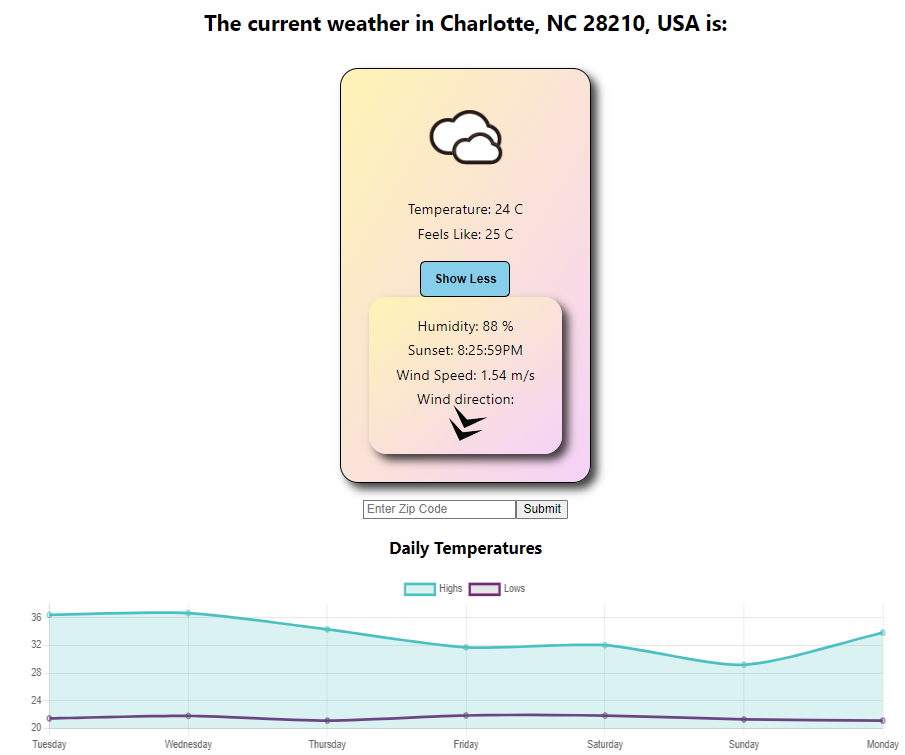 The current weather in Charlotte, NC 28210, USA is:
Temperature: 24 C
Feels Like: 25 C
Show Less
Humidity: 88 %
Sunset: 8:25:59PM
Wind Speed: 1.54 m/s
Wind direction:
Enter Zip Code Submit
Daily Temperatures
Highs Lows
36
32
28
24
20
Tuesday Wednesday Thursday Friday Saturday Sunday Monday